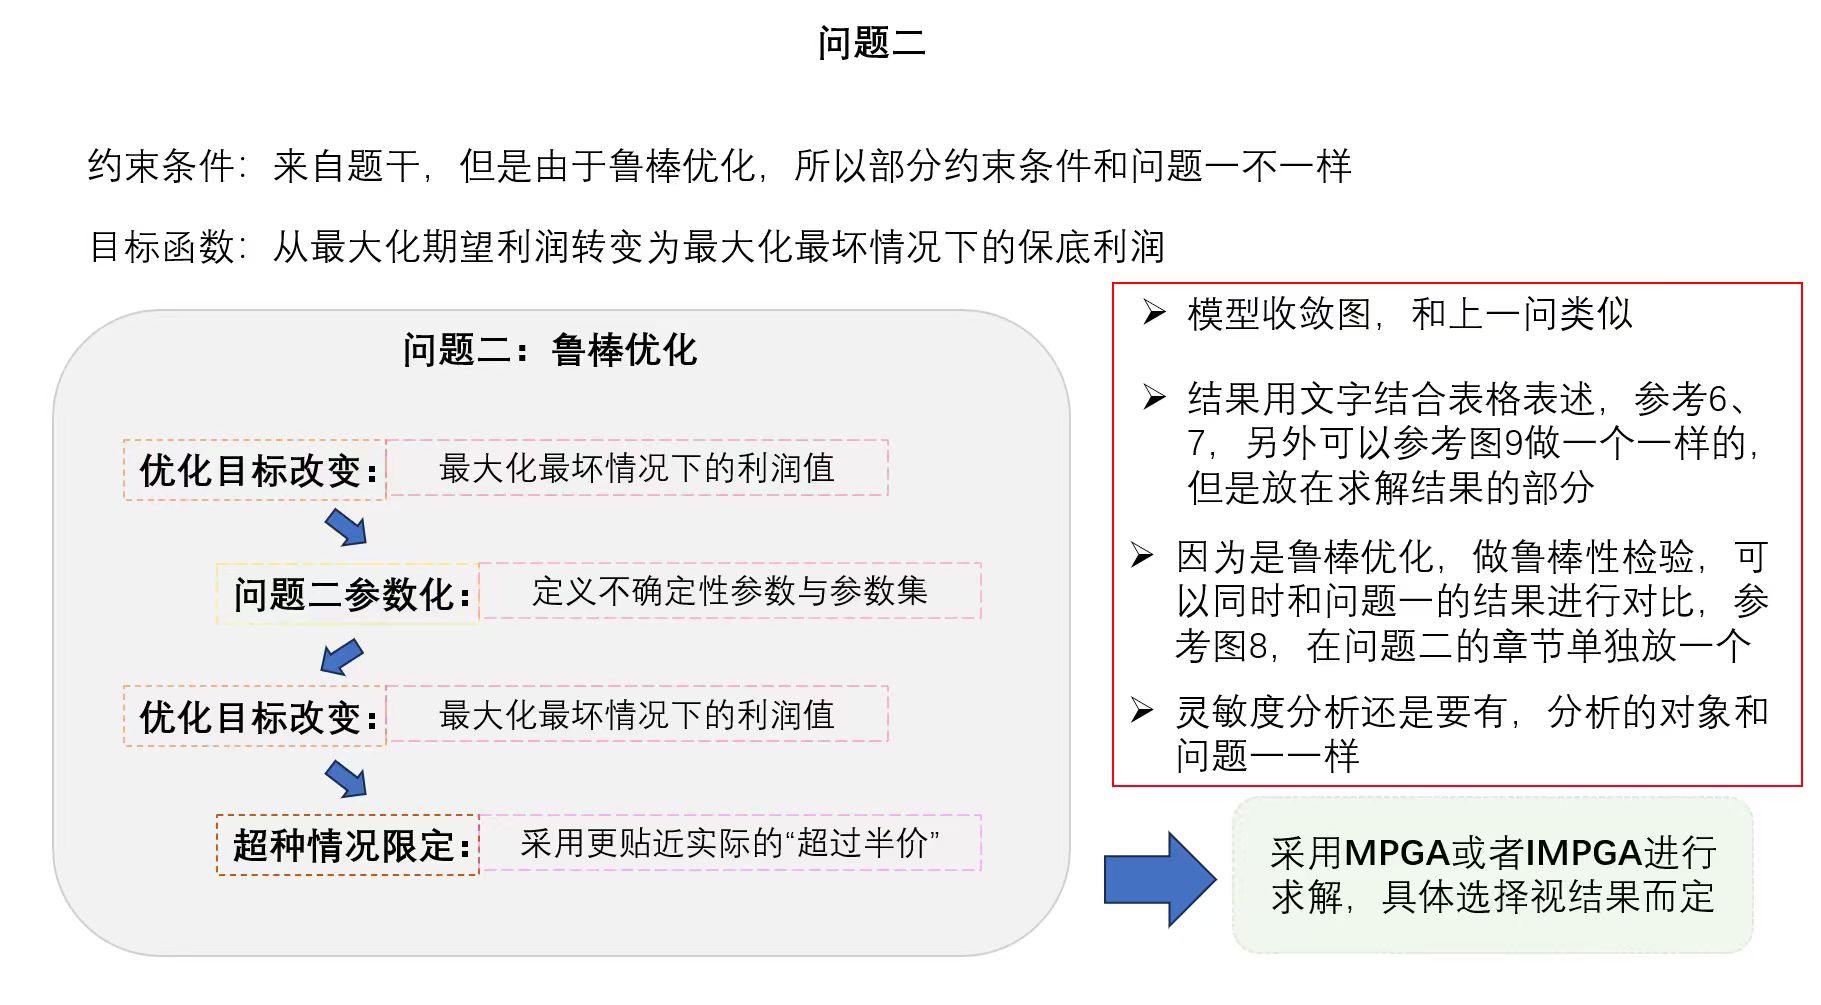 问题二
约束条件：来自题干，但是由于鲁棒优化，所以部分约束条件和问题一不一样
目标函数：从最大化期望利润转变为最大化最坏情况下的保底利润
问题二：鲁棒优化
优化目标改变：
最大化最坏情况下的利润值
问题二参数化：
定义不确定性参数与参数集
优化目标改变：
最大化最坏情况下的利润值
超种情况限定：
采用更贴近实际的“超过半价”
➢ 模型收敛图，和上一问类似
➢ 结果用文字结合表格表述，参考6、
7，另外可以参考图9做一个一样的，
但是放在求解结果的部分
➢ 因为是鲁棒优化，做鲁棒性检验，可
以同时和问题一的结果进行对比，参
考图8，在问题二的章节单独放一个
➢ 灵敏度分析还是要有，分析的对象和
问题一一样
采用MPGA或者IMPGA进行
求解，具体选择视结果而定